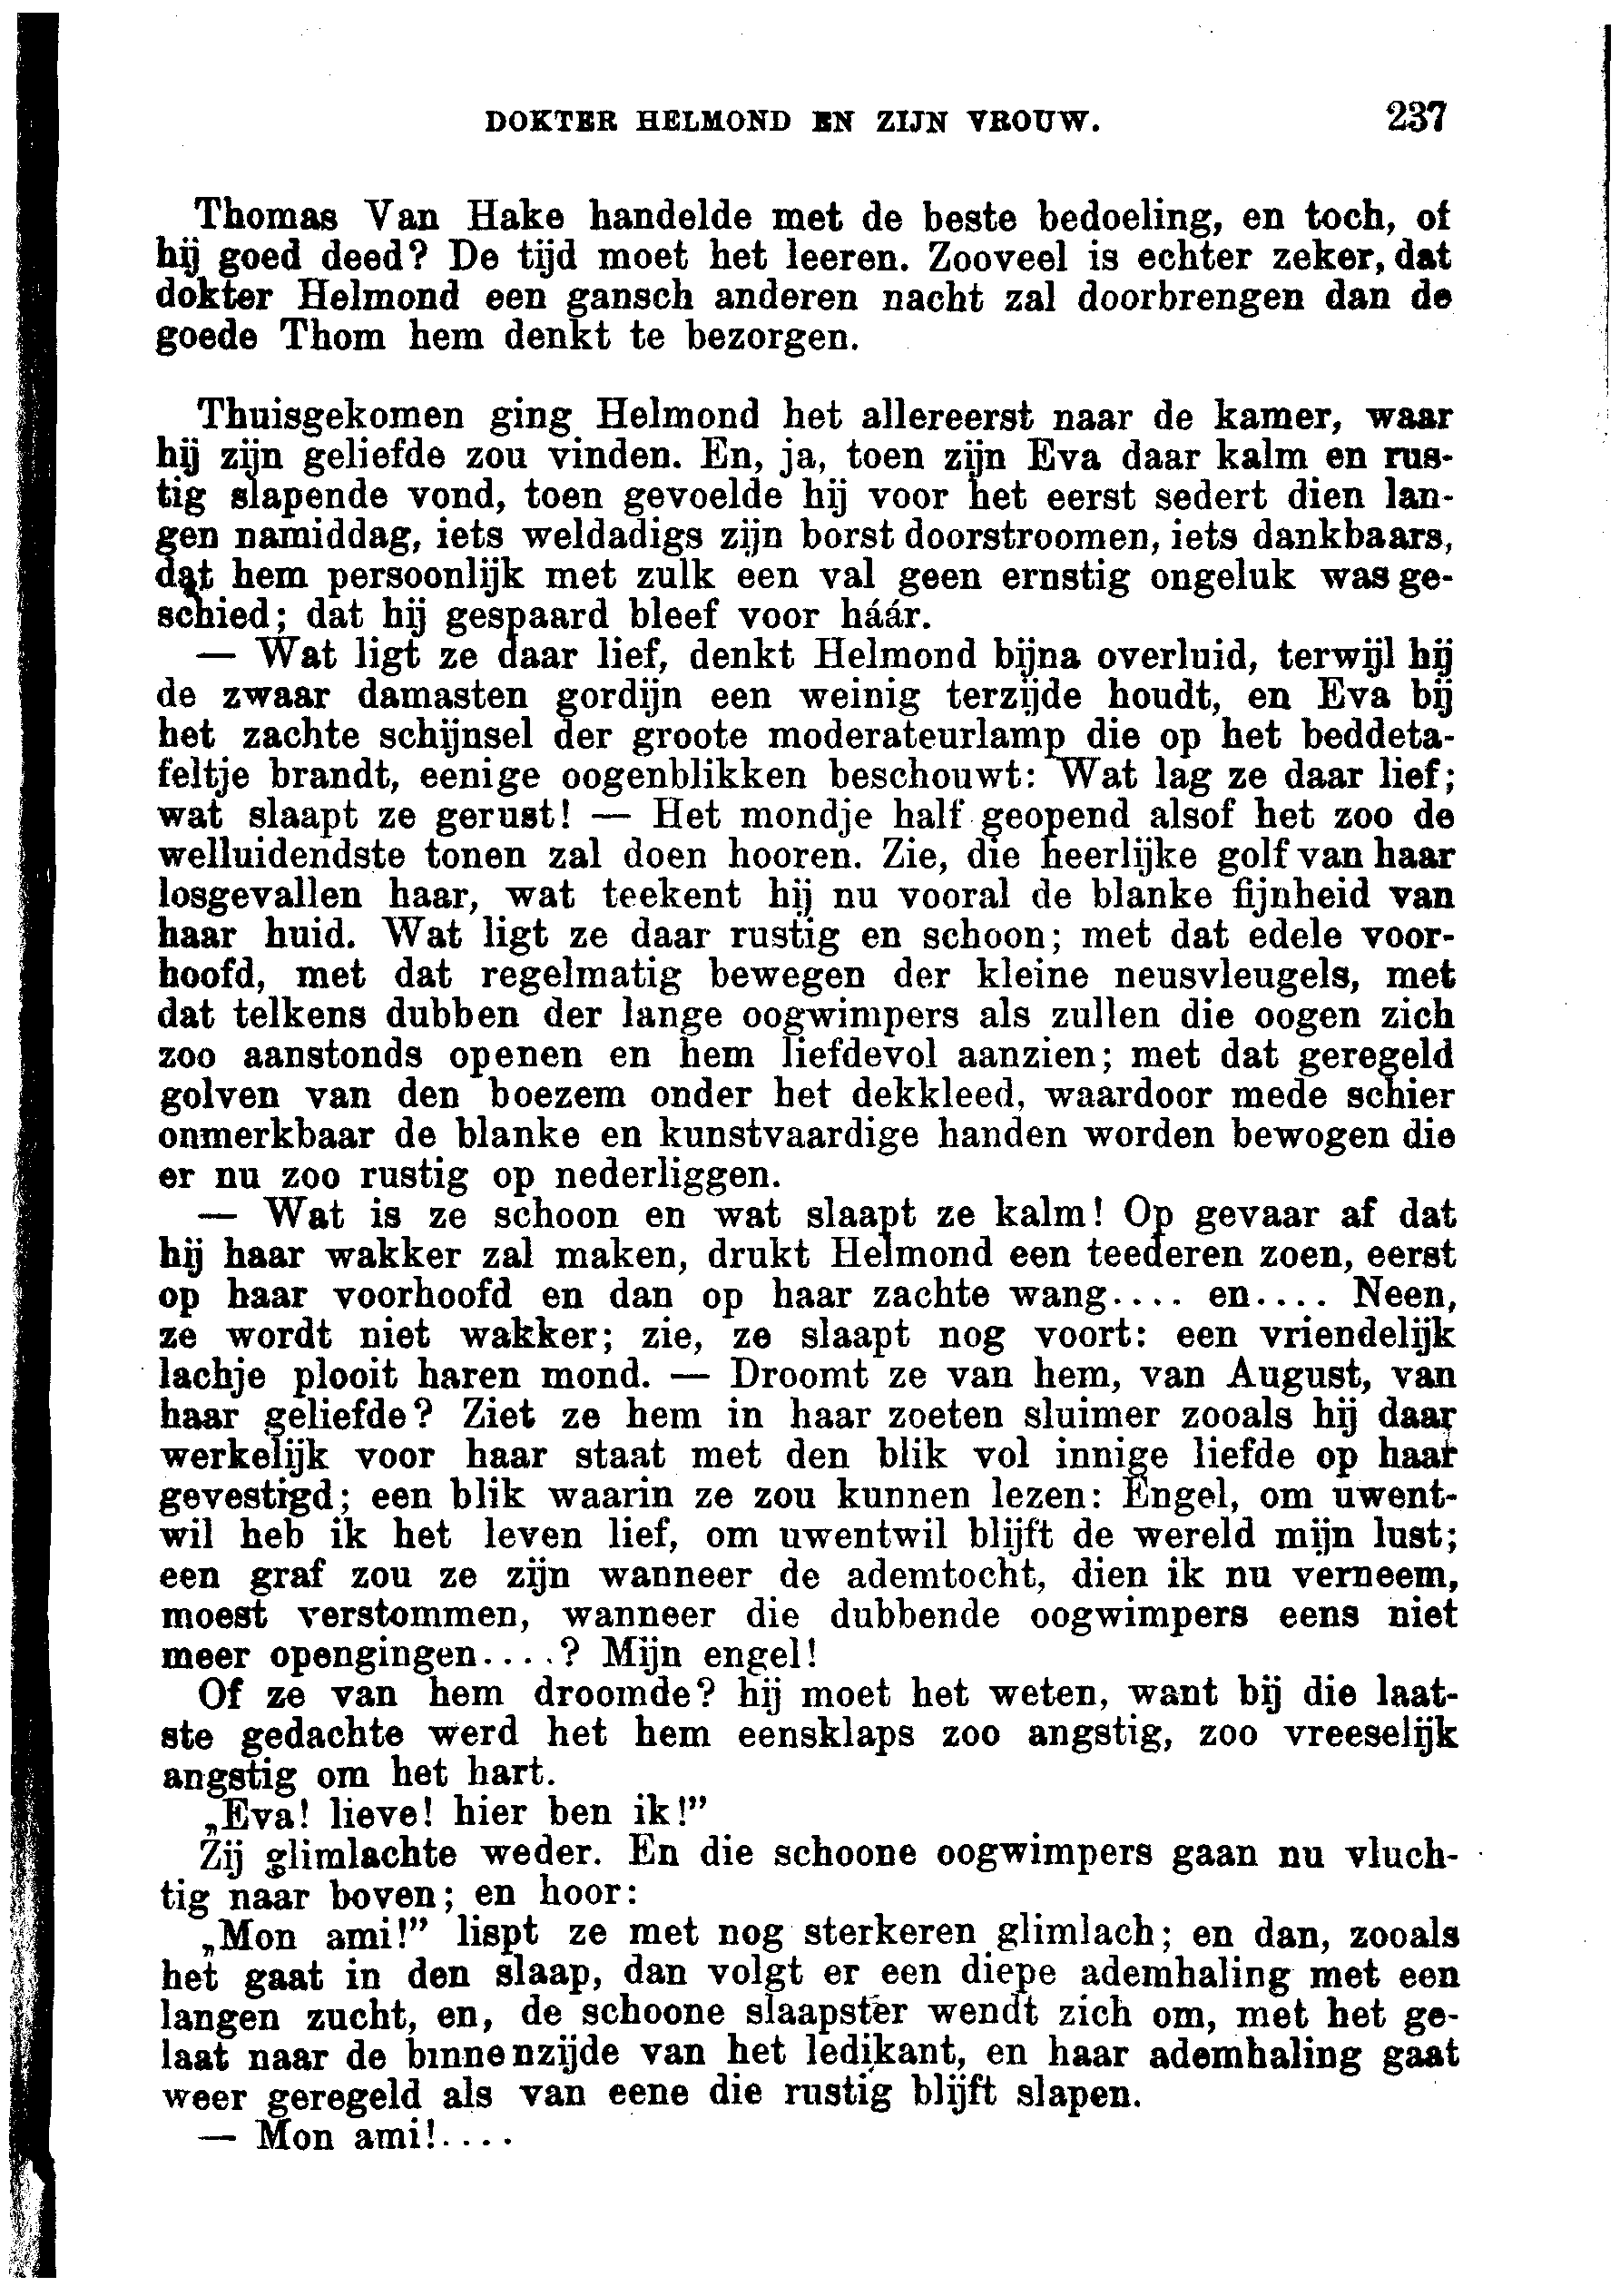 DOKTER HELMOND EN ZIJN VROUW. 237
Thomas Van Hake handelde met de beste bedoeling, en toch, of
hij goed deed? De tijd moet het leeren. Zooveel is echter zeker, dat
dokter Helmond een gansch anderen nacht zal doorbrengen dan de
goede Thom hem denkt te bezorgen.
Thuisgekomen ging Helmond het allereerst naar de kamer, waar
hij zijn geliefde zou vinden. En, ja, toen zijn Eva daar kalm en rus-
tig slapende vond, toen gevoelde hij voor het eerst sedert dien lan-
gen namiddag, iets weldadigs zijn borst doorstroomen, iets dankbaars,
dat hem persoonlijk met zulk een val geen ernstig ongeluk was ge-
schied; dat hij gespaard bleef voor háár.
— Wat ligt ze daar lief, denkt Helmond bijna overluid, terwijl hij
de zwaar damasten gordijn een weinig terzijde houdt, en Eva bij
het zachte schijnsel der groote moderateurlamp die op het beddeta-
feltje brandt, eenige oogenblikken beschouwt: Wat lag ze daar lief;
wat slaapt ze gerust! — Het mondje half geopend alsof het zoo de
welluidendste tonen zal doen hooren. Zie, die heerlijke golf van haar
losgevallen haar, wat teekent hij nu vooral de blanke fijnheid van
haar huid. Wat ligt ze daar rustig en schoon; met dat edele voor-
hoofd, met dat regelmatig bewegen der kleine neusvleugels, met
dat telkens dubben der lange oogwimpers als zullen die oogen zich
zoo aanstonds openen en hem liefdevol aanzien; met dat geregeld
golven van den boezem onder het dekkleed, waardoor mede schier
onmerkbaar de blanke en kunstvaardige handen worden bewogen die
er nu zoo rustig op nederliggen.
— Wat is ze schoon en wat slaapt ze kalm! Op gevaar af dat
hij haar wakker zal maken, drukt Helmond een teederen zoen, eerst
op haar voorhoofd en dan op haar zachte wang.... en.... Neen,
ze wordt niet wakker; zie, ze slaapt nog voort: een vriendelijk
lachje plooit haren mond. — Droomt ze van hem, van August, van
haar geliefde? Ziet ze hem in haar zoeten sluimer zooals hij daar
werkelijk voor haar staat met den blik vol innige liefde op haar
gevestigd; een blik waarin ze zou kunnen lezen: Engel, om uwent-
wil heb ik het leven lief, om uwentwil blijft de wereld mijn lust;
een graf zou ze zijn wanneer de ademtocht, dien ik nu verneem,
moest verstommen, wanneer die dubbende oogwimpers eens niet
meer opengingen....? Mijn engel!
Of ze van hem droomde? hij moet het weten, want bij die laat-
ste gedachte werd het hem eensklaps zoo angstig, zoo vreeselijk
angstig om het hart.
„Eva! lieve! hier ben ik!”
Zij glimlachte weder. En die schoone oogwimpers gaan nu vluch-
tig naar boven; en hoor:
„Mon ami!” lispt ze met nog sterkeren glimlach; en dan, zooals
het gaat in den slaap, dan volgt er een diepe ademhaling met een
langen zucht, en, de schoone slaapster wendt zich om, met het ge-
laat naar de binnenzijde van het ledikant, en haar ademhaling gaat
weer geregeld als van eene die rustig blijft slapen.
— Mon ami!....